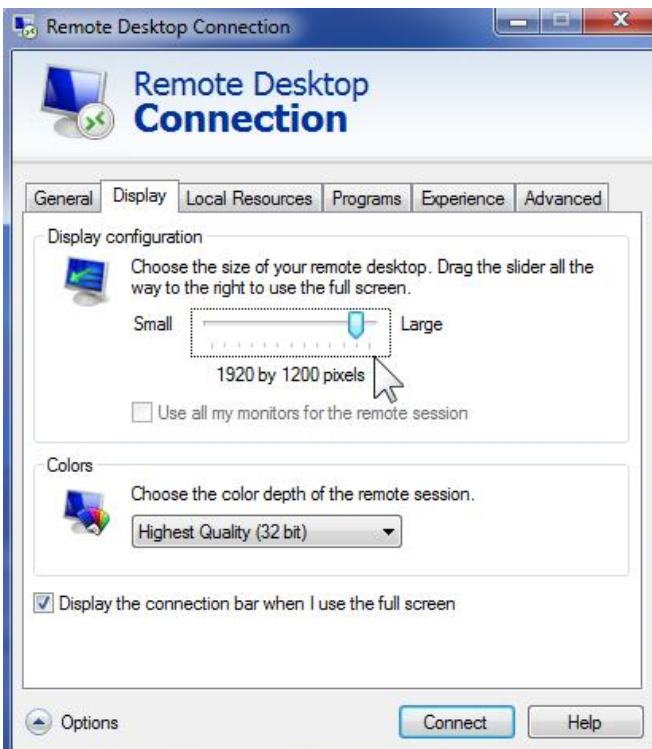 Remote Desktop Connection
Remote Desktop
Connection
General Display Local Resources Programs Experience Advanced
Display configuration
Choose the size of your remote desktop. Drag the slider all the
way to the right to use the full screen.
Small Large
1920 by 1200 pixels
Use all my monitors for the remote session
Colors
Choose the color depth of the remote session.
Highest Quality (32 bit)
Display the connection bar when I use the full screen
Options Connect Help